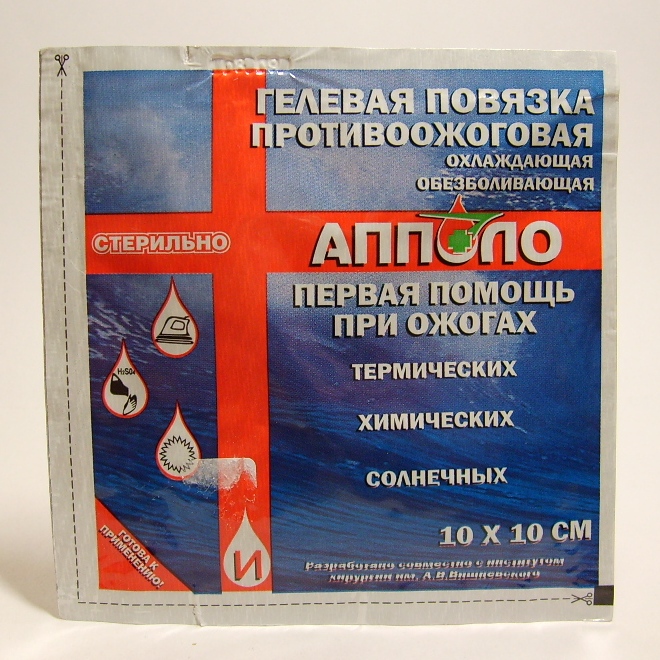 ГЕЛЕВАЯ ПОВЯЗКА
ПРОТИВООЖОГОВАЯ
ОХЛАЖДАЮЩАЯ
ОБЕЗБОЛИВАЮЩАЯ
СТЕРИЛЬНО
АППОЛО
ПЕРВАЯ ПОМОЩЬ
ПРИ ОЖОГАХ
ТЕРМИЧЕСКИХ
H₂SO₄
ХИМИЧЕСКИХ
СОЛНЕЧНЫХ
ГОТОВА К
ПРИМЕНЕНИЮ!
И
10 X 10 СМ
Разработано совместно с институтом
хирургии им. А.В.Вишневского